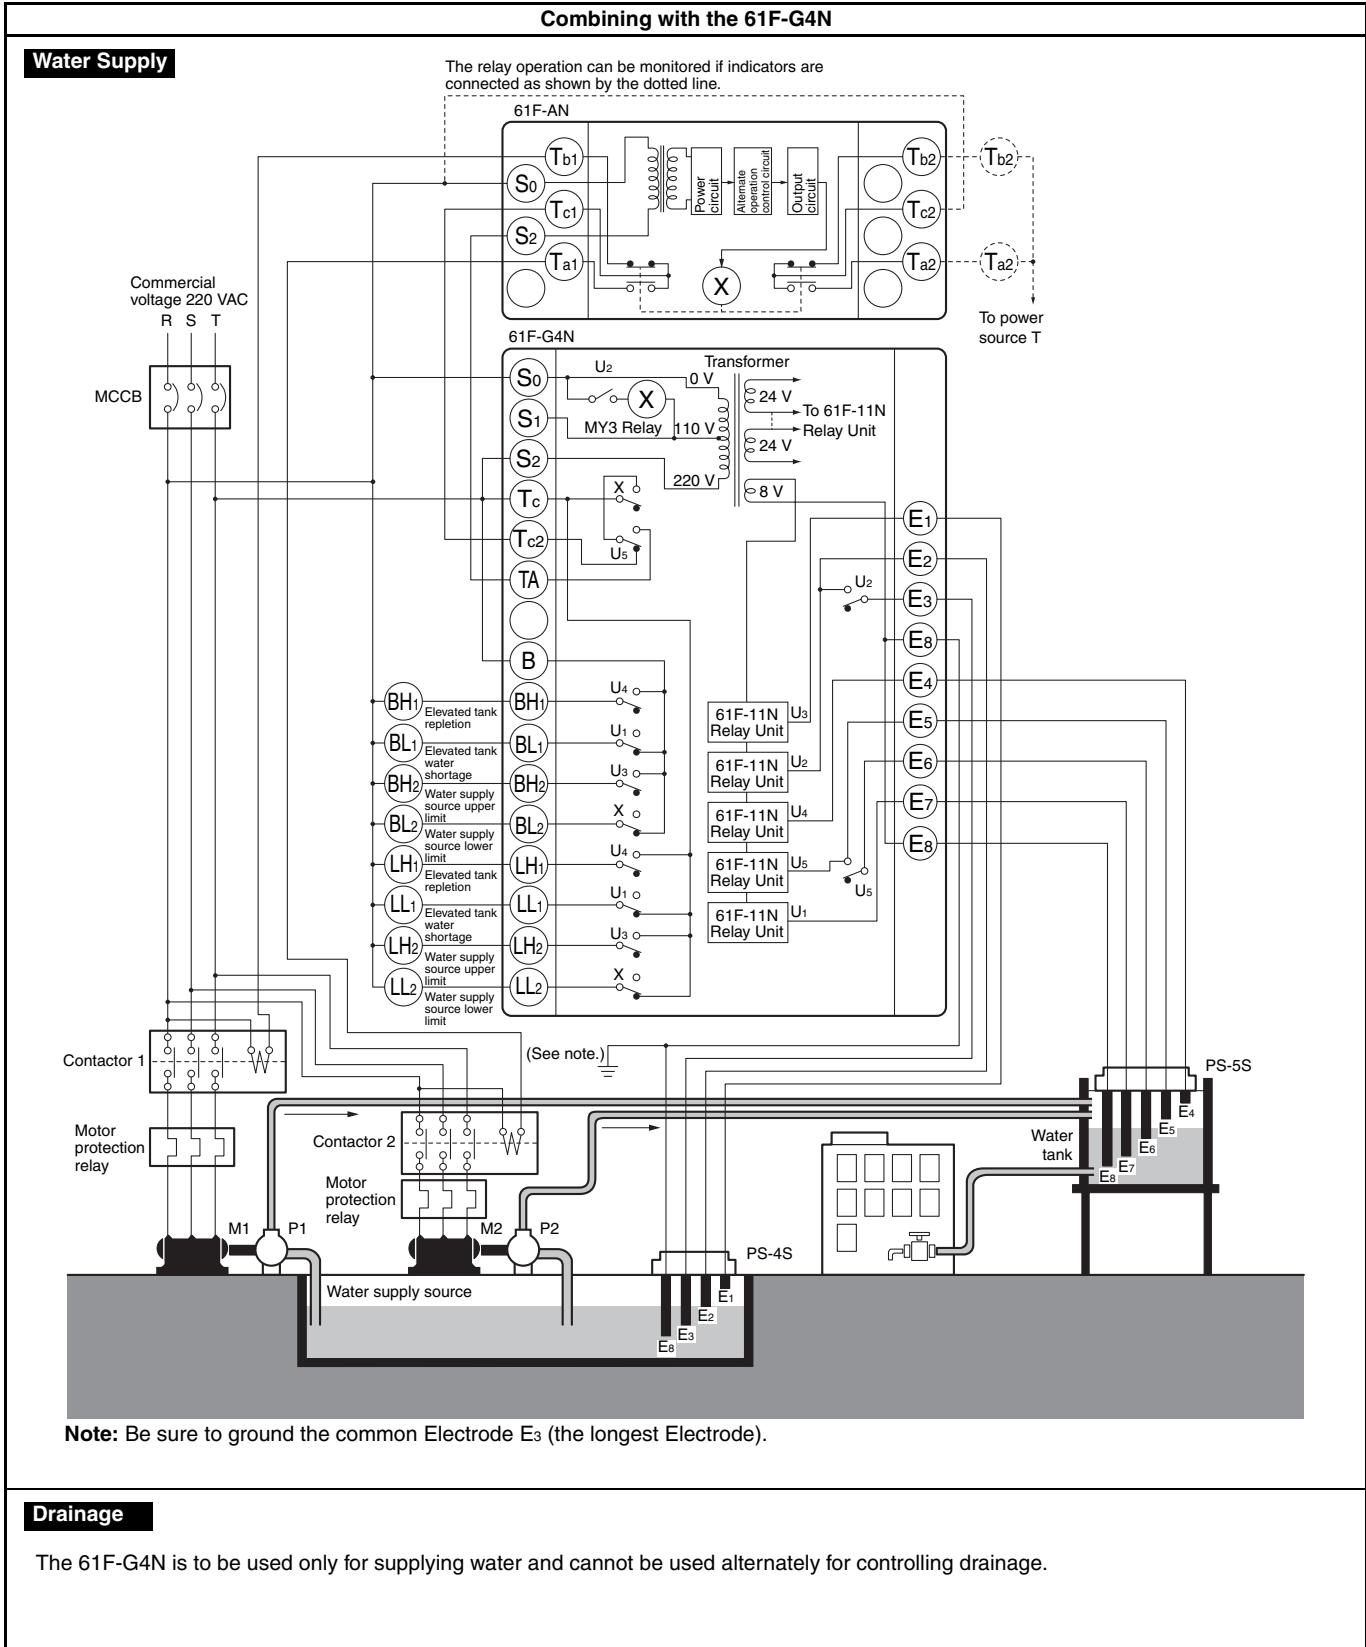 Combining with the 61F-G4N
Water Supply
The relay operation can be monitored if indicators are
connected as shown by the dotted line.
61F-AN
Tb1
S0
Tc1
S2
Ta1
Power
circuit
Alternate
operation
control circuit
Output
circuit
X
Tb2
Tc2
Ta2
Tb2
Ta2
To power
source T
Commercial
voltage 220 VAC
R S T
MCCB
61F-G4N
S0
S1
S2
Tc
Tc2
TA
B
U2
X
MY3 Relay
Transformer
0 V
110 V
220 V
24 V
24 V
8 V
To 61F-11N
Relay Unit
X
U5
E1
E2
E3
E8
E4
E5
E6
E7
E8
U2
U5
BH1
Elevated tank
repletion
BH1
U4
BL1
Elevated tank
water
shortage
BL1
U1
BH2
Water supply
source upper
limit
BH2
U3
BL2
Water supply
source lower
limit
BL2
X
LH1
Elevated tank
repletion
LH1
U4
LL1
Elevated tank
water
shortage
LL1
U1
LH2
Water supply
source upper
limit
LH2
U3
LL2
Water supply
source lower
limit
LL2
X
61F-11N
Relay Unit
U3
61F-11N
Relay Unit
U2
61F-11N
Relay Unit
U4
61F-11N
Relay Unit
U5
61F-11N
Relay Unit
U1
(See note.)
Contactor 1
Motor
protection
relay
Contactor 2
Motor
protection
relay
M1
P1
M2
P2
PS-5S
Water
tank
E4
E5
E6
E7
E8
PS-4S
Water supply source
E1
E2
E3
E8
Note: Be sure to ground the common Electrode E3 (the longest Electrode).
Drainage
The 61F-G4N is to be used only for supplying water and cannot be used alternately for controlling drainage.